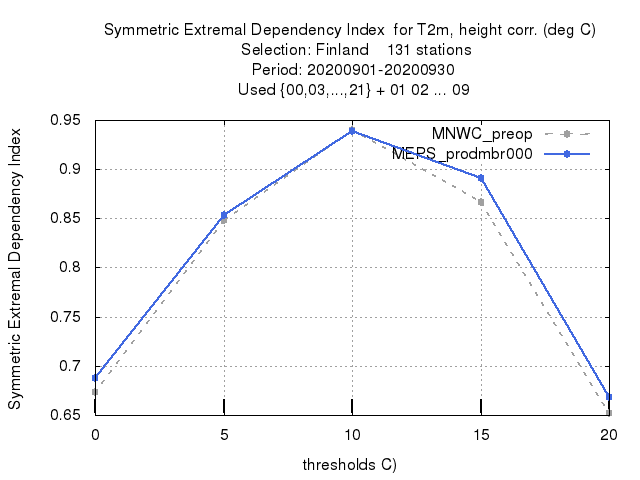 Symmetric Extremal Dependency Index  for T2m, height corr. (deg C)
Selection: Finland    131 stations
Period: 20200901-20200930
Used {00,03,...,21} + 01 02 ... 09
Symmetric Extremal Dependency Index
0.95
0.9
0.85
0.8
0.75
0.7
0.65
MNWC_preop
MEPS_prodmbr000
0 5 10 15 20
thresholds C)